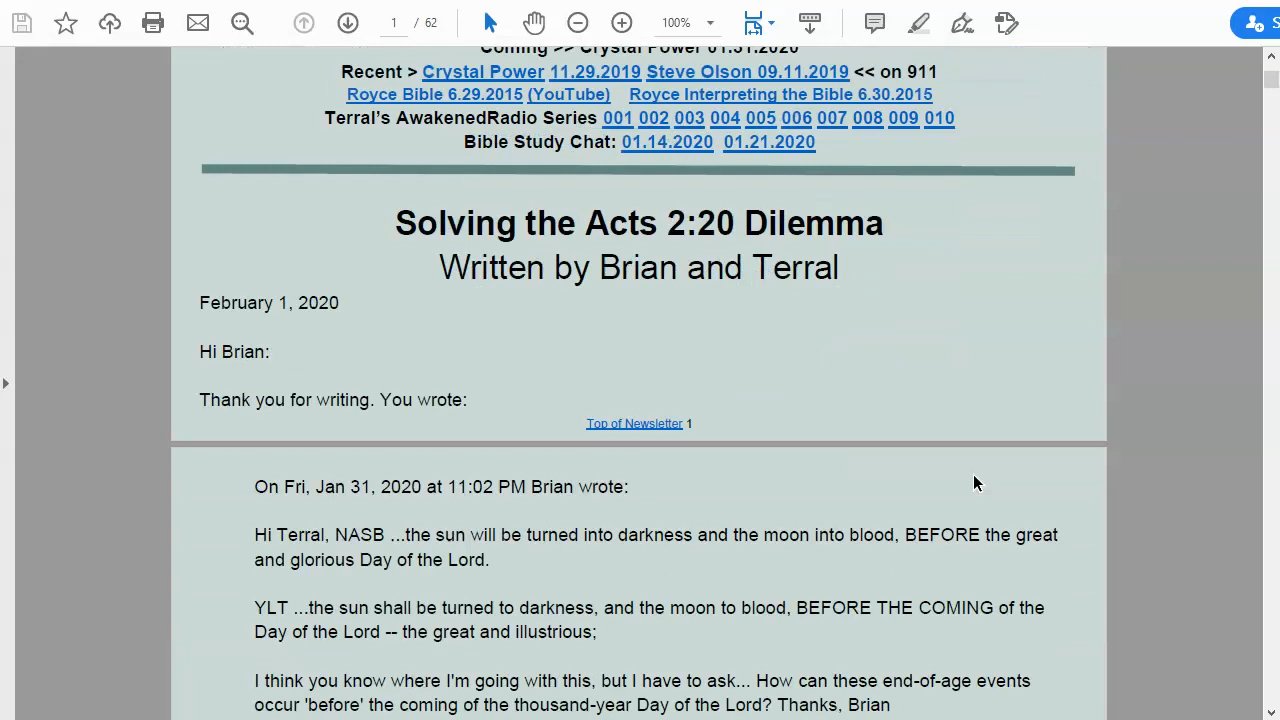 1 / 62
100%
Coming >> Crystal Power 01.31.2020
Recent > Crystal Power 11.29.2019 Steve Olson 09.11.2019 << on 911
Royce Bible 6.29.2015 (YouTube) Royce Interpreting the Bible 6.30.2015
Terral's AwakenedRadio Series 001 002 003 004 005 006 007 008 009 010
Bible Study Chat: 01.14.2020 01.21.2020
Solving the Acts 2:20 Dilemma
Written by Brian and Terral
February 1, 2020
Hi Brian:
Thank you for writing. You wrote:
Top of Newsletter 1
On Fri, Jan 31, 2020 at 11:02 PM Brian wrote:
Hi Terral, NASB ...the sun will be turned into darkness and the moon into blood, BEFORE the great
and glorious Day of the Lord.
YLT ...the sun shall be turned to darkness, and the moon to blood, BEFORE THE COMING of the
Day of the Lord -- the great and illustrious;
I think you know where I'm going with this, but I have to ask... How can these end-of-age events
occur 'before' the coming of the thousand-year Day of the Lord? Thanks, Brian